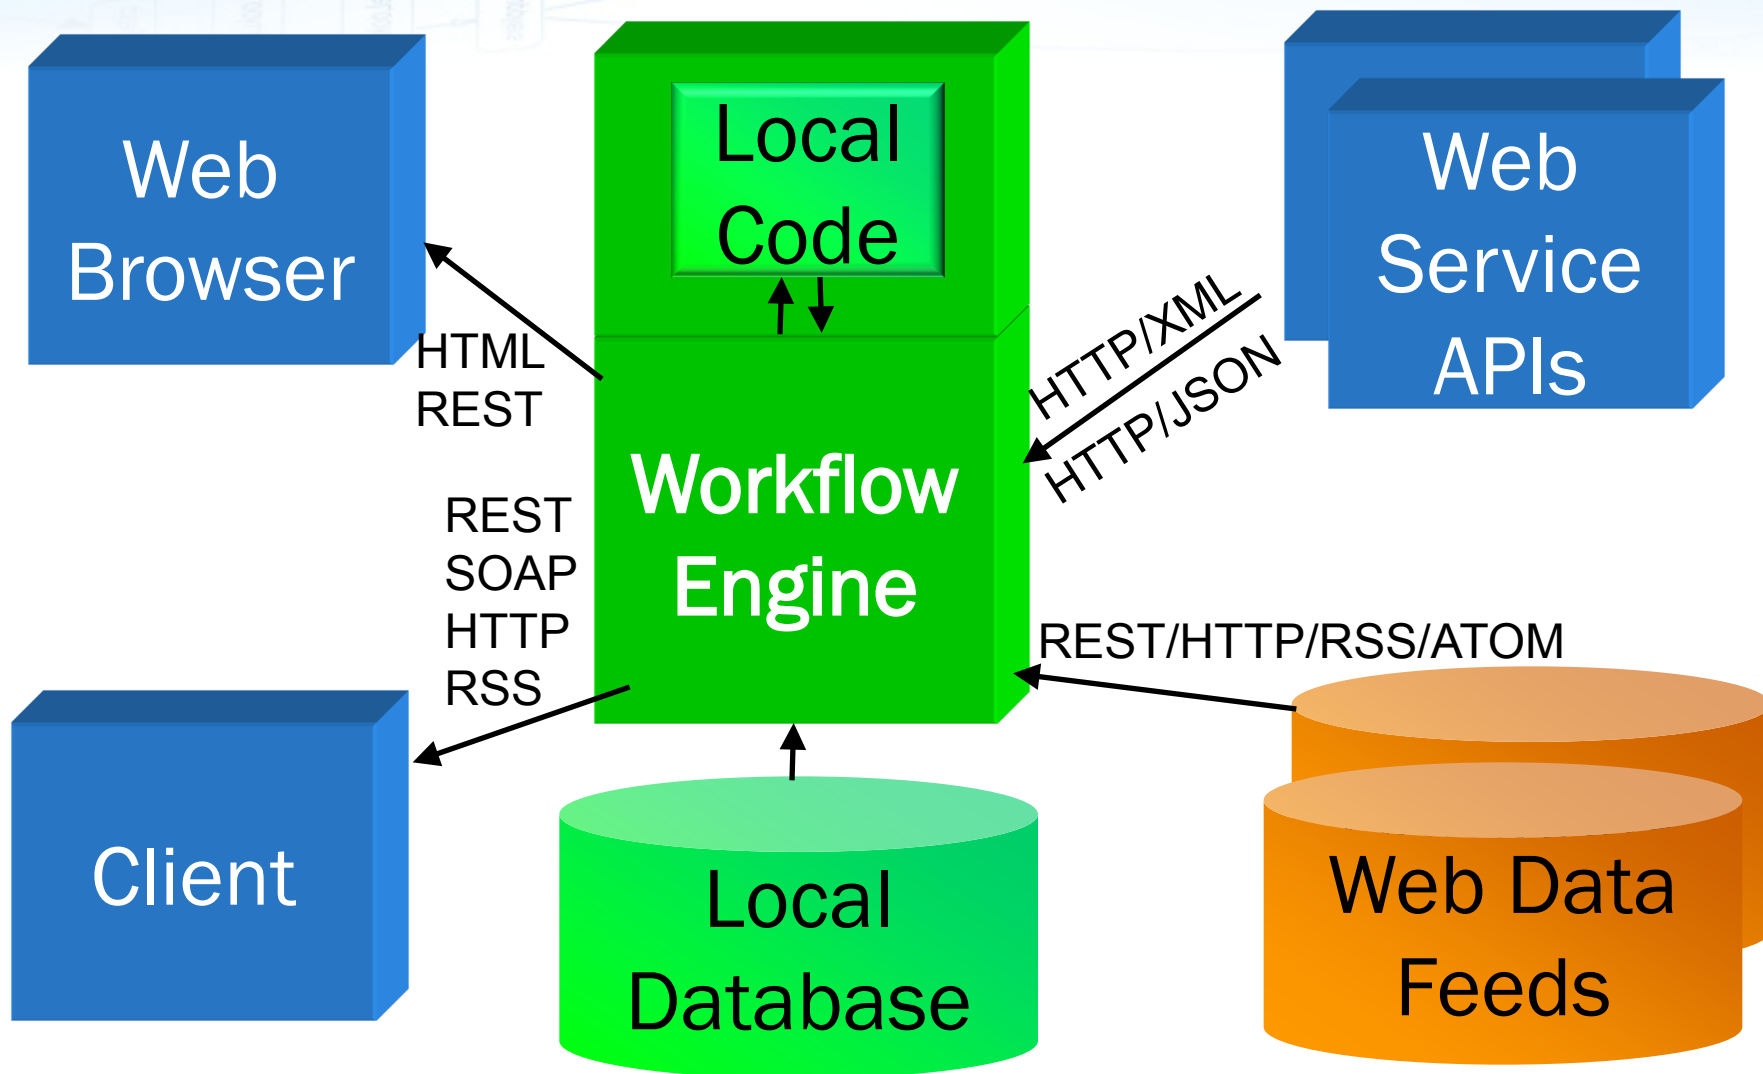 Web
Browser
Local
Code
Web
Service
APIs
HTML
REST
HTTP/XML
HTTP/JSON
Workflow
Engine
REST
SOAP
HTTP
RSS
REST/HTTP/RSS/ATOM
Client
Local
Database
Web Data
Feeds